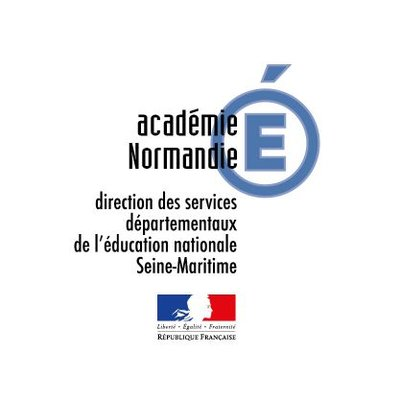 académie
Normandie
É
direction des services
départementaux
de l'éducation nationale
Seine-Maritime
Liberté • Égalité • Fraternité
RÉPUBLIQUE FRANÇAISE